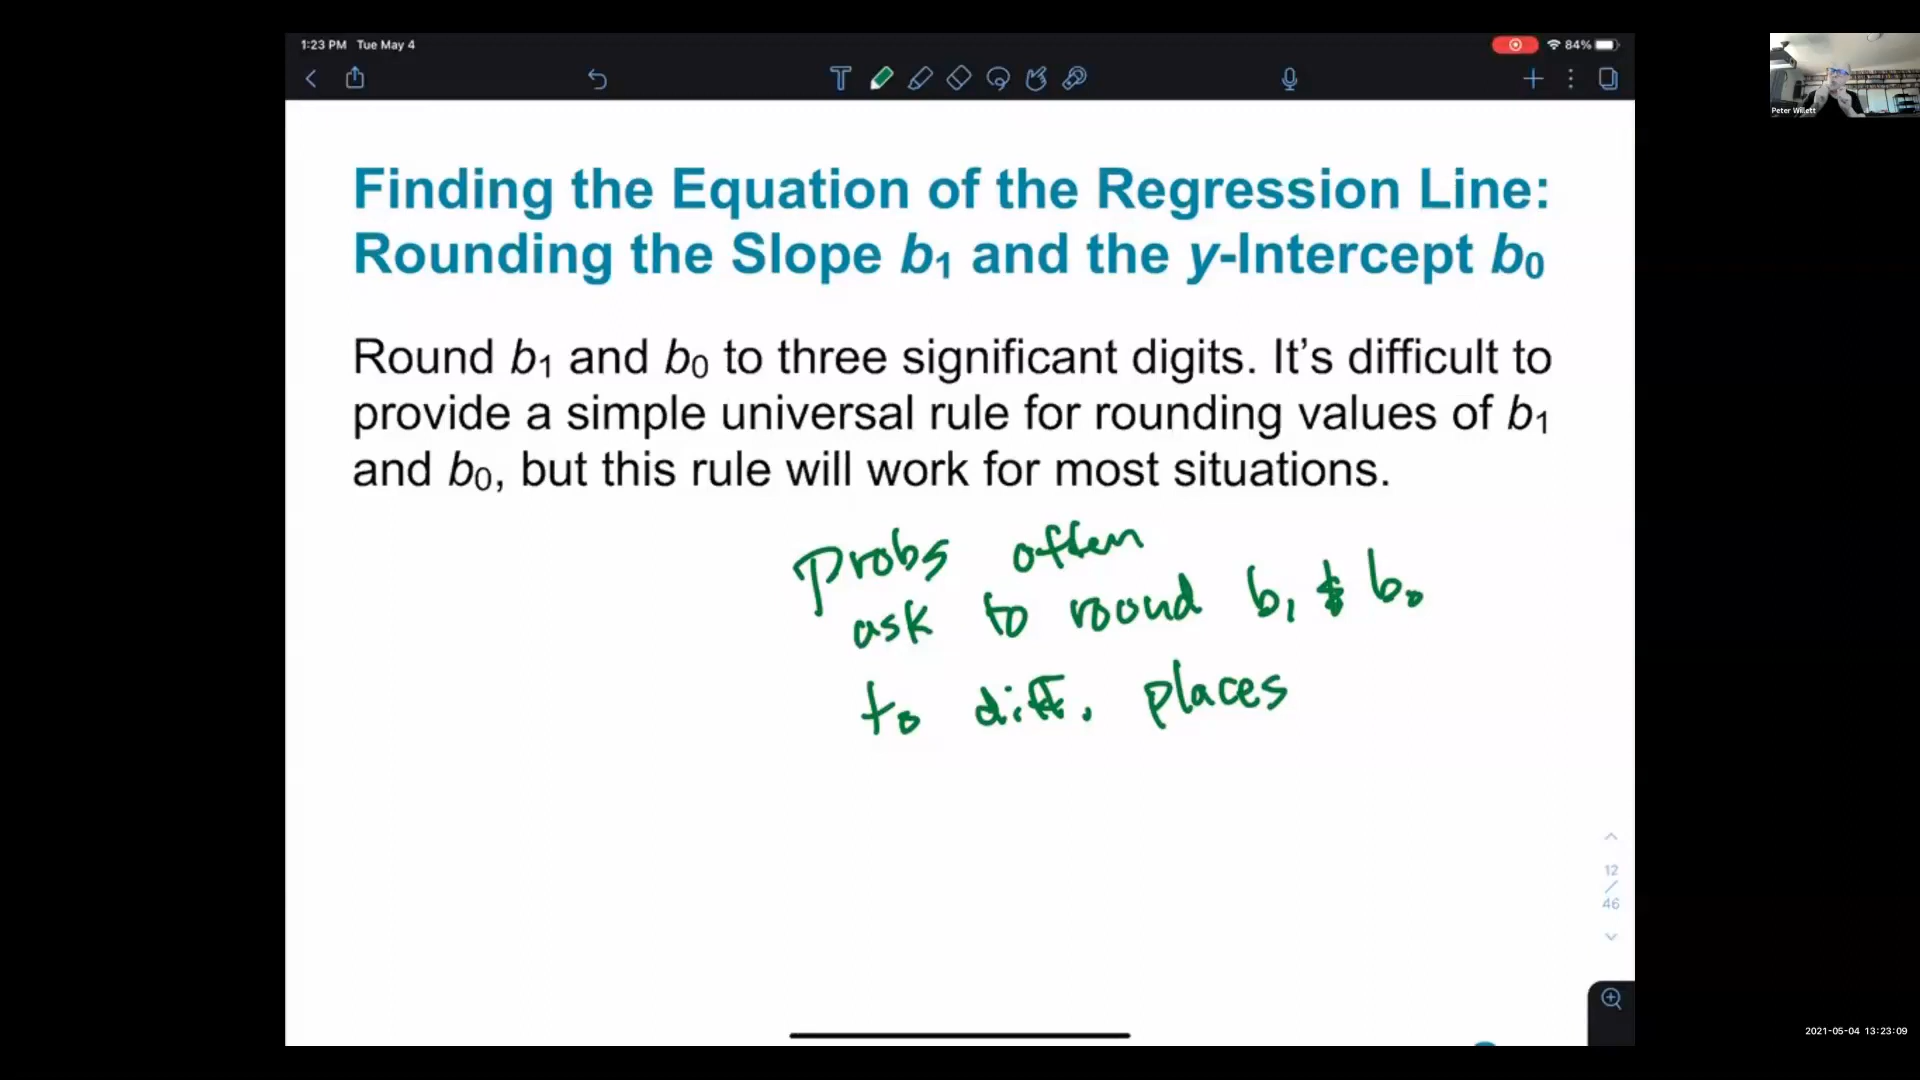 1:23 PM Tue May 4
84%
Peter Willett
Finding the Equation of the Regression Line:
Rounding the Slope b₁ and the y-Intercept b₀
Round b₁ and b₀ to three significant digits. It’s difficult to
provide a simple universal rule for rounding values of b₁
and b₀, but this rule will work for most situations.
Probs often
ask to round b₁ & b₀
to diff. places
12
/
46
2021-05-04 13:23:09